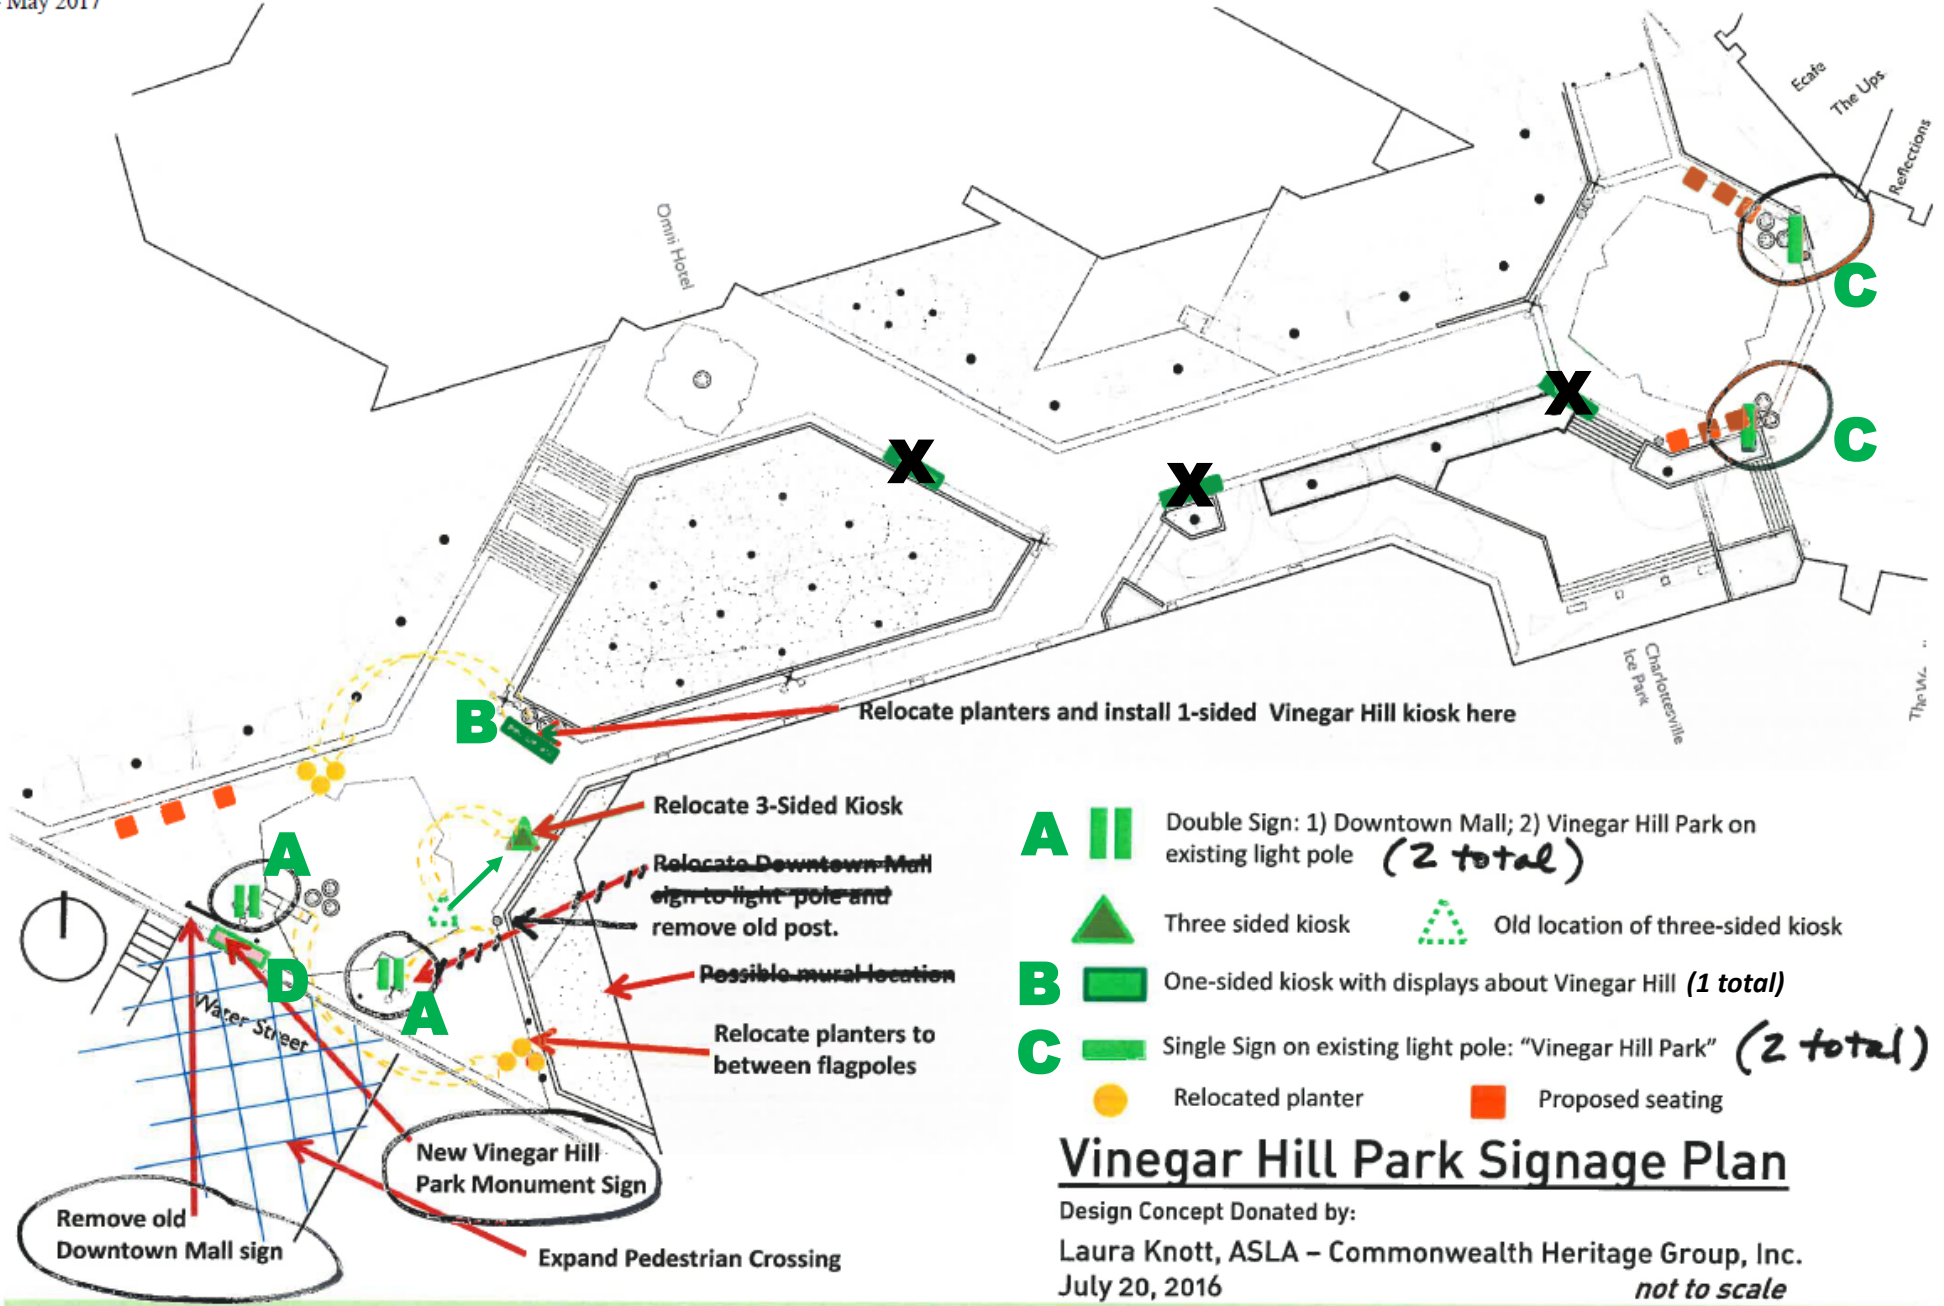 May 2017
Ecafe
The Ups
Reflections
Omni Hotel
C
C
X
X
X
B
Relocate planters and install 1-sided Vinegar Hill kiosk here
Charlottesville
Ice Park
Relocate 3-Sided Kiosk
Relocate Downtown Mall
sign to light pole and
remove old post.
Possible mural location
Relocate planters to
between flagpoles
A
A
D
Water Street
New Vinegar Hill
Park Monument Sign
Remove old
Downtown Mall sign
Expand Pedestrian Crossing
A Double Sign: 1) Downtown Mall; 2) Vinegar Hill Park on
existing light pole (2 total)
Three sided kiosk
Old location of three-sided kiosk
B One-sided kiosk with displays about Vinegar Hill (1 total)
C Single Sign on existing light pole: “Vinegar Hill Park” (2 total)
Relocated planter
Proposed seating
Vinegar Hill Park Signage Plan
Design Concept Donated by:
Laura Knott, ASLA – Commonwealth Heritage Group, Inc.
July 20, 2016
not to scale